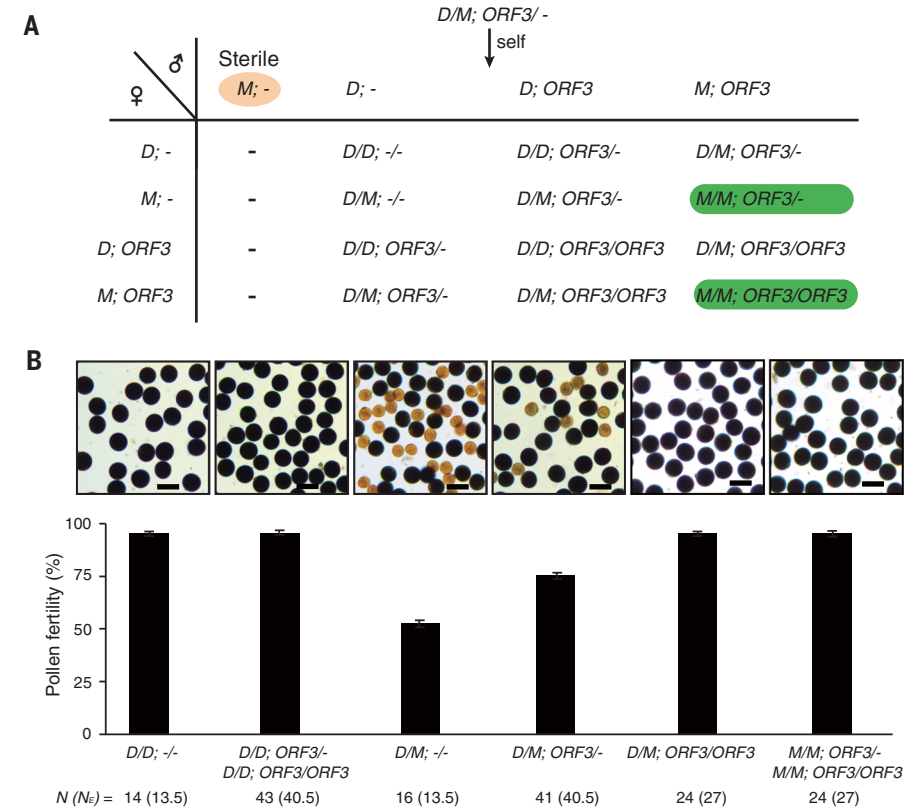 A
D/M; ORF3/ -
self
♂
♀
Sterile
M; -
D; -
D; ORF3
M; ORF3
D; -
-
D/D; -/-
D/D; ORF3/-
D/M; ORF3/-
M; -
-
D/M; -/-
D/M; ORF3/-
M/M; ORF3/-
D; ORF3
-
D/D; ORF3/-
D/D; ORF3/ORF3
D/M; ORF3/ORF3
M; ORF3
-
D/M; ORF3/-
D/M; ORF3/ORF3
M/M; ORF3/ORF3
B
Pollen fertility (%)
100
75
50
25
0
D/D; -/-
D/D; ORF3/-
D/D; ORF3/ORF3
D/M; -/-
D/M; ORF3/-
D/M; ORF3/ORF3
M/M; ORF3/-
M/M; ORF3/ORF3
N (NE) = 14 (13.5) 43 (40.5) 16 (13.5) 41 (40.5) 24 (27) 24 (27)